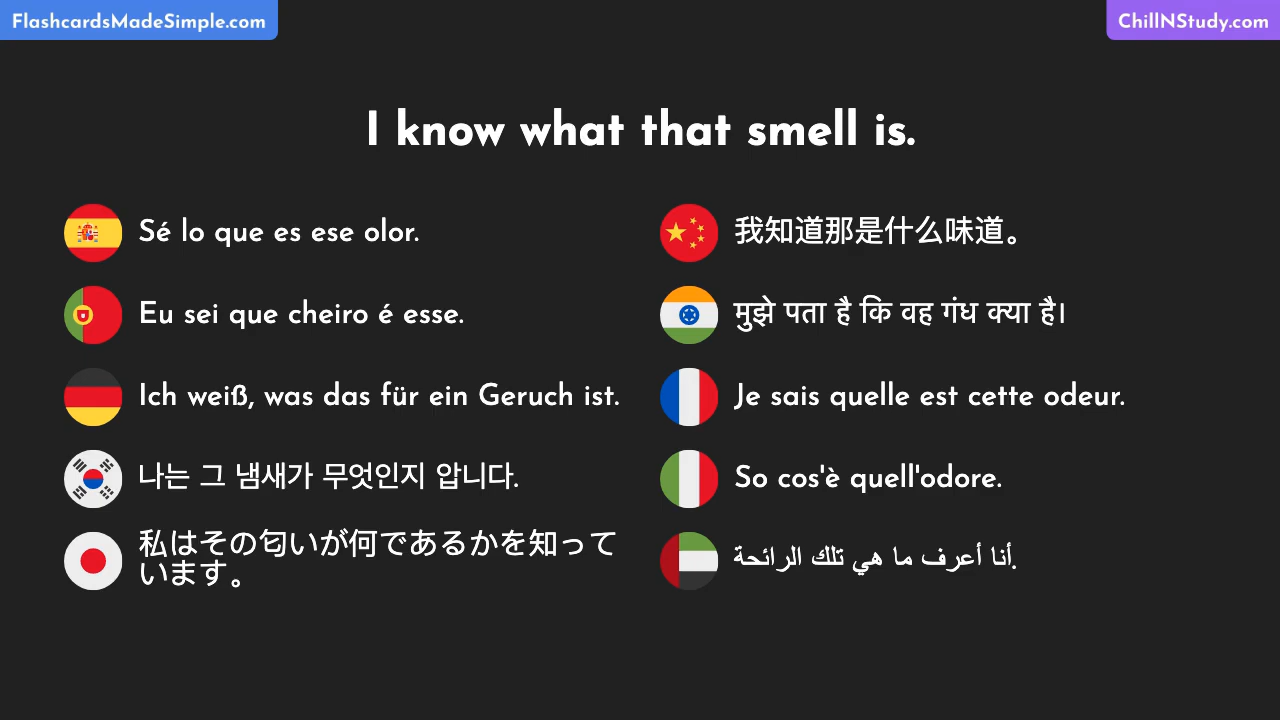 FlashcardsMadeSimple.com
ChillNStudy.com
I know what that smell is.
Sé lo que es ese olor.
Eu sei que cheiro é esse.
Ich weiß, was das für ein Geruch ist.
나는 그 냄새가 무엇인지 압니다.
私はその匂いが何であるかを知って
います。
我知道那是什么味道。
मुझे पता है कि वह गंध क्या है।
Je sais quelle est cette odeur.
So cos'è quell'odore.
أنا أعرف ما هي تلك الرائحة.